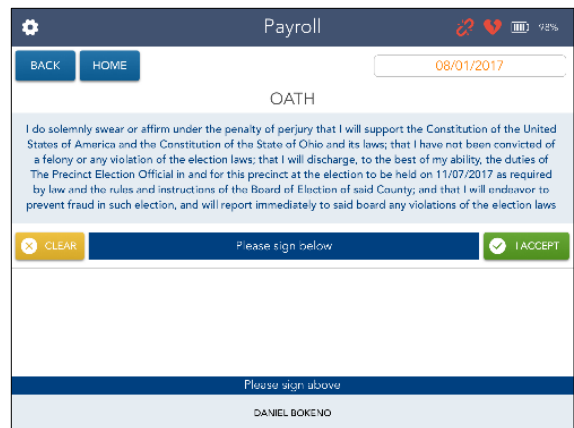 Payroll
98%
BACK
HOME
08/01/2017
OATH
I do solemnly swear or affirm under the penalty of perjury that I will support the Constitution of the United
States of America and the Constitution of the State of Ohio and its laws; that I have not been convicted of
a felony or any violation of the election laws; that I will discharge, to the best of my ability, the duties of
The Precinct Election Official in and for this precinct at the election to be held on 11/07/2017 as required
by law and the rules and instructions of the Board of Election of said County; and that I will endeavor to
prevent fraud in such election, and will report immediately to said board any violations of the election laws
CLEAR
Please sign below
I ACCEPT
Please sign above
DANIEL BOKENO